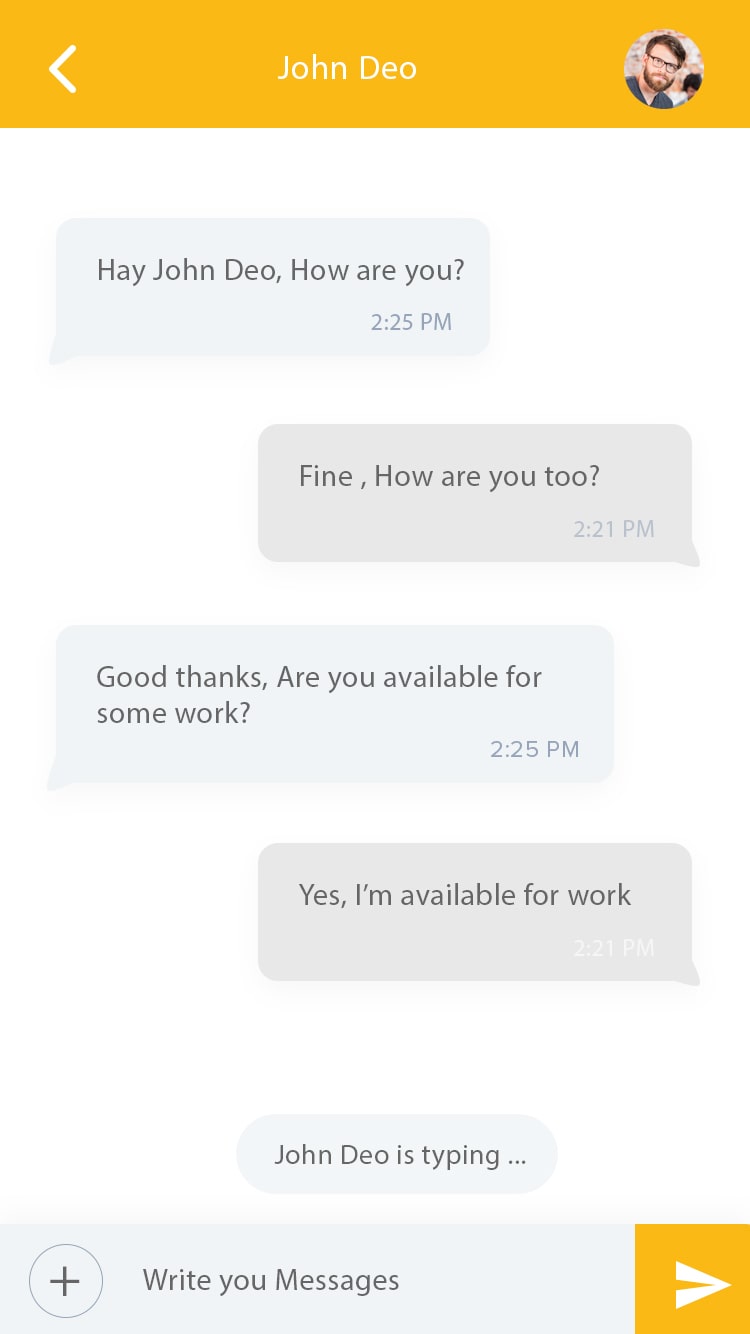 John Deo
Hay John Deo, How are you?
2:25 PM
Fine , How are you too?
2:21 PM
Good thanks, Are you available for
some work?
2:25 PM
Yes, I’m available for work
2:21 PM
John Deo is typing ...
Write you Messages